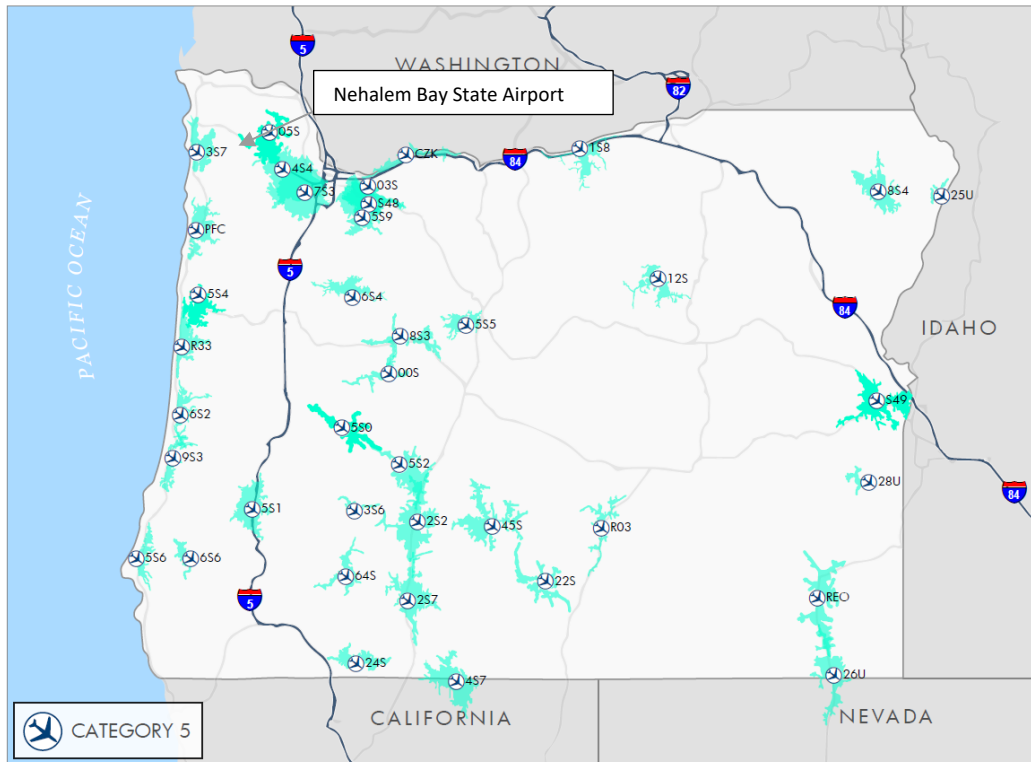 5
WASHINGTON
82
Nehalem Bay State Airport
05S
3S7
CZK
84
1S8
4S4
7S3
03S
S48
5S9
8S4
25U
PFC
PACIFIC OCEAN
5
12S
5S4
6S4
84
5S5
IDAHO
8S3
R33
00S
S49
6S2
5S0
9S3
5S2
28U
84
5S1
3S6
2S2
45S
R03
5S6
6S6
64S
22S
5
2S7
REO
24S
4S7
26U
CALIFORNIA
NEVADA
CATEGORY 5